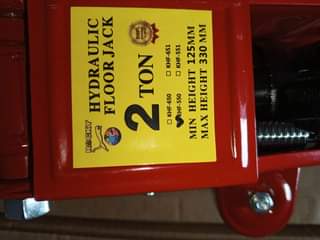 HYDRAULIC
FLOOR JACK
2 TON
KHF-650
KHF-651
KHF-550
KHF-551
MIN HEIGHT 125MM
MAX HEIGHT 330 MM